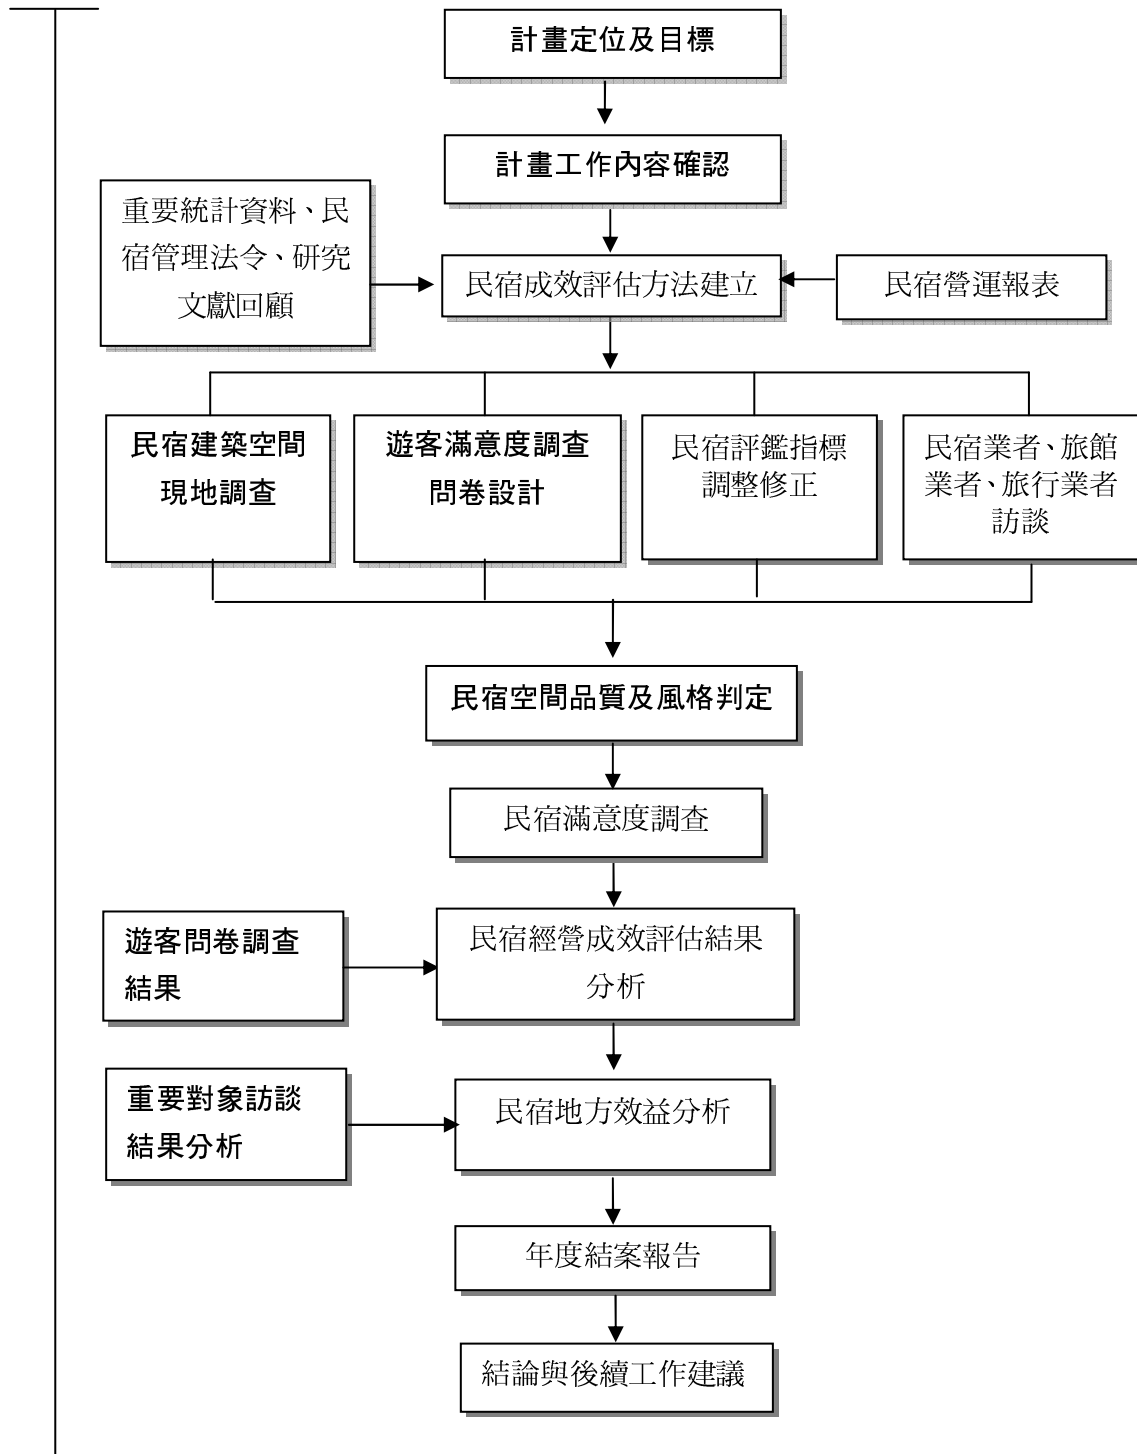 計畫定位及目標
計畫工作內容確認
重要統計資料、民
宿管理法令、研究
文獻回顧
民宿成效評估方法建立
民宿營運報表
民宿建築空間
現地調查
遊客滿意度調查
問卷設計
民宿評鑑指標
調整修正
民宿業者、旅館
業者、旅行業者
訪談
民宿空間品質及風格判定
民宿滿意度調查
遊客問卷調查
結果
民宿經營成效評估結果
分析
重要對象訪談
結果分析
民宿地方效益分析
年度結案報告
結論與後續工作建議